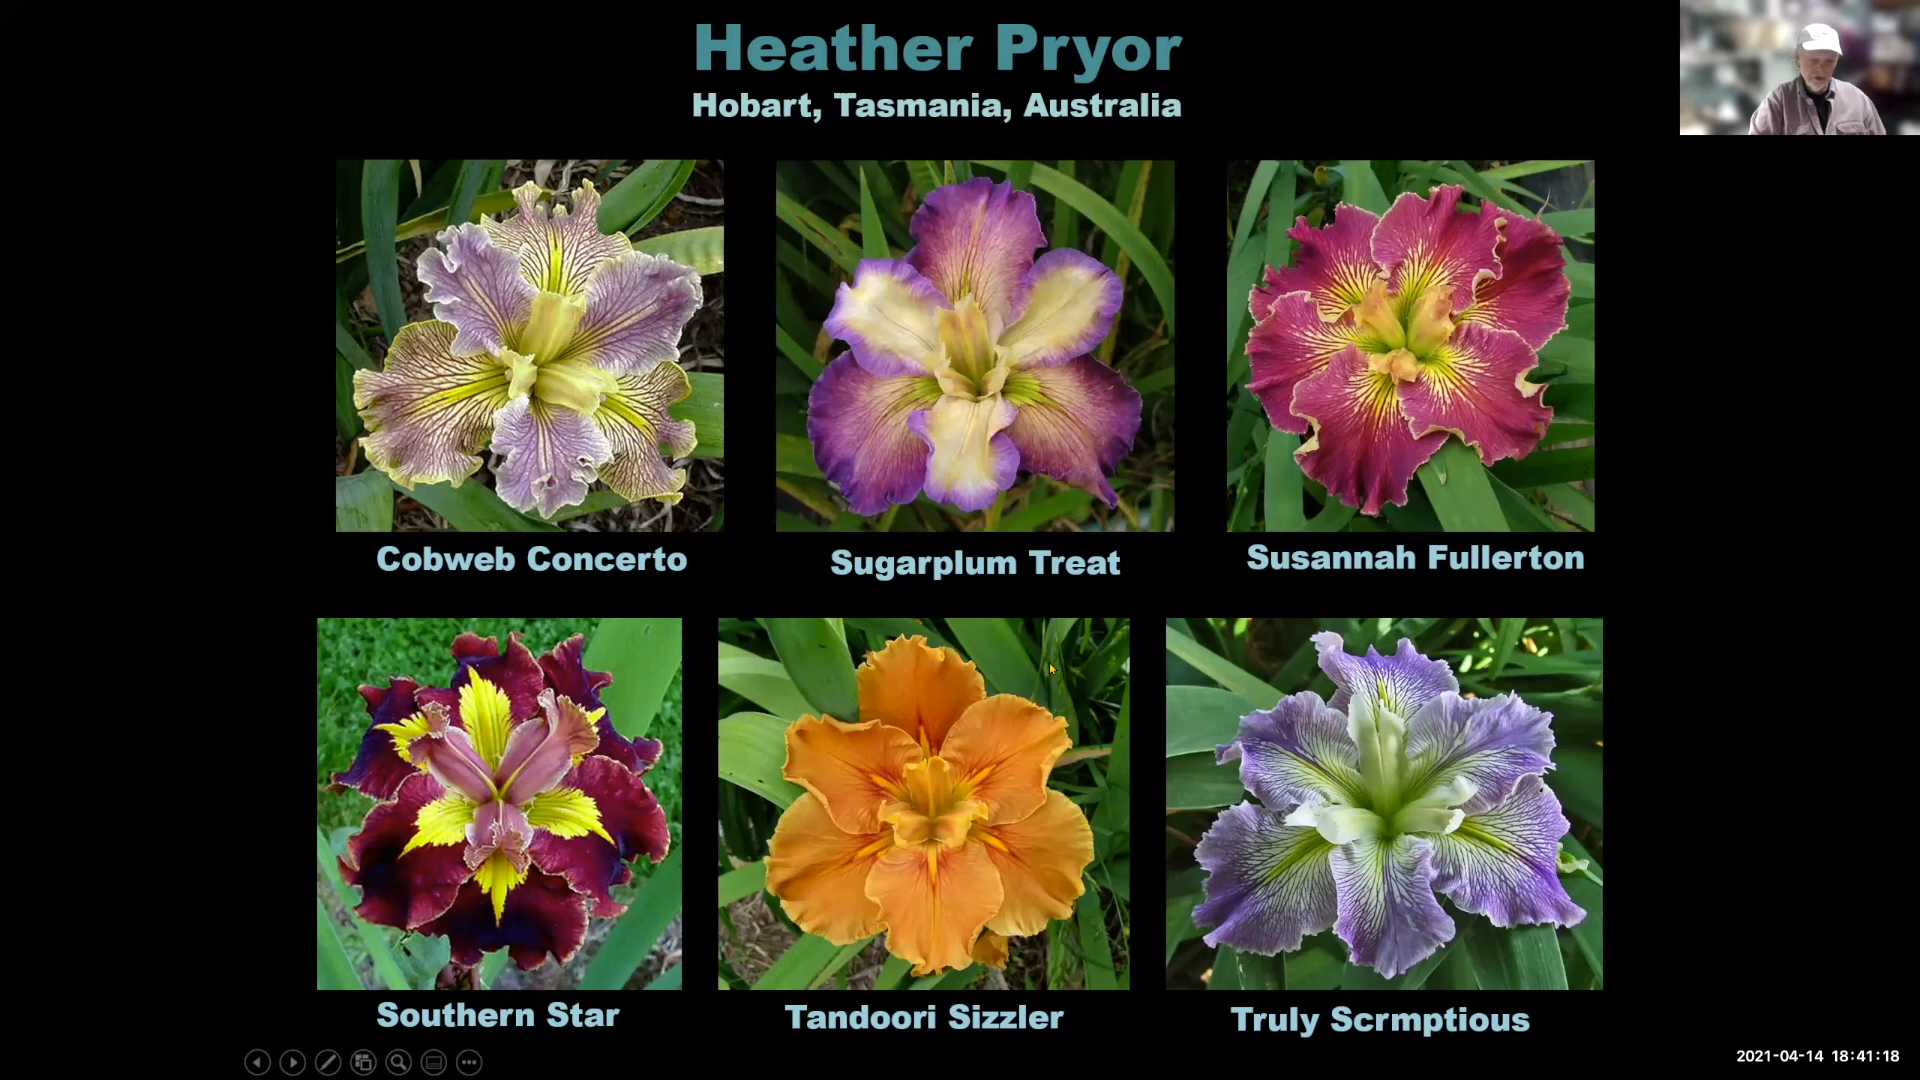 Heather Pryor
Hobart, Tasmania, Australia
Cobweb Concerto
Sugarplum Treat
Susannah Fullerton
Southern Star
Tandoori Sizzler
Truly Scrmptious
2021-04-14 18:41:18